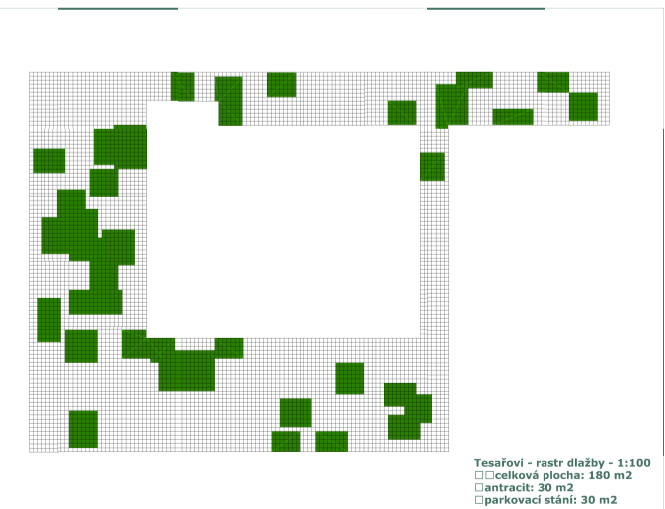 Tesařovi - rastr dlažby - 1:100
□□celková plocha: 180 m2
□antracit: 30 m2
□parkovací stání: 30 m2